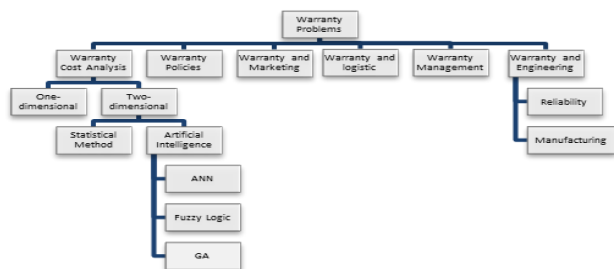 Warranty
Problems
Warranty
Cost Analysis
Warranty
Policies
Warranty and
Marketing
Warranty and
logistic
Warranty
Management
Warranty and
Engineering
One-
dimensional
Two-
dimensional
Reliability
Statistical
Method
Artificial
Intelligence
Manufacturing
ANN
Fuzzy Logic
GA